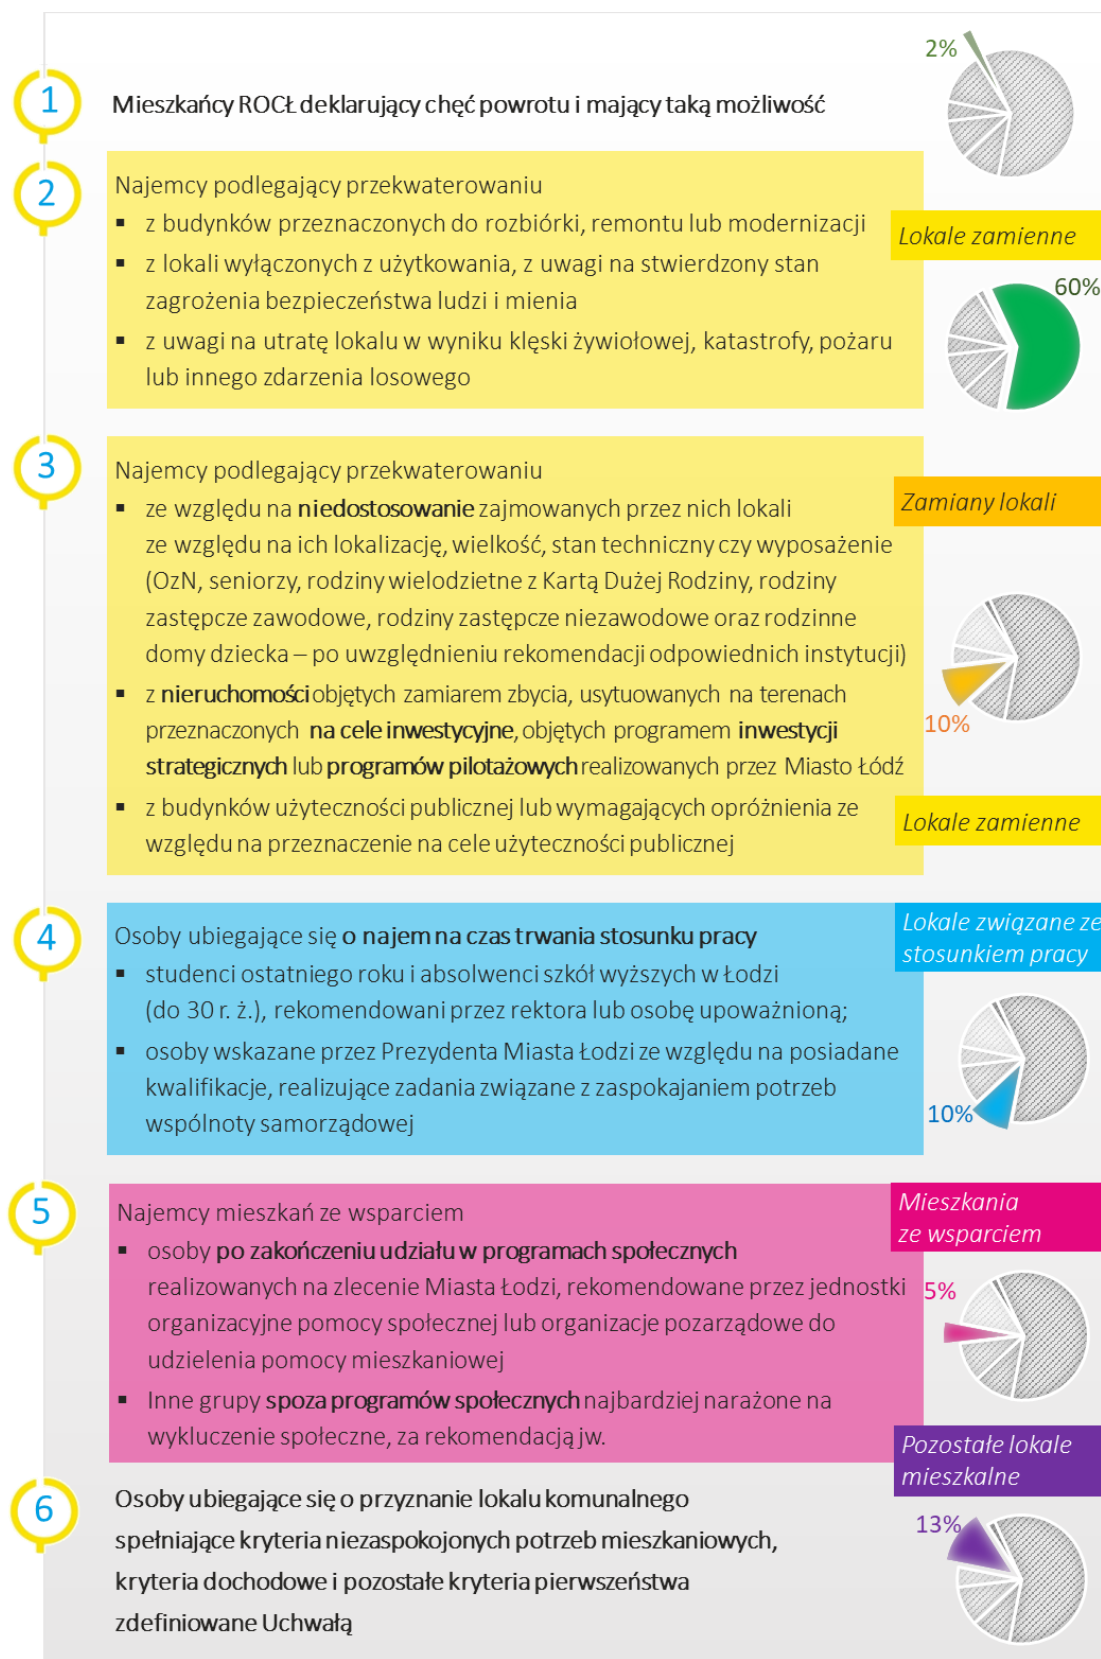 2%
1
Mieszkańcy ROCŁ deklarujący chęć powrotu i mający taką możliwość
2
Najemcy podlegający przekwaterowaniu
▪ z budynków przeznaczonych do rozbiórki, remontu lub modernizacji
▪ z lokali wyłączonych z użytkowania, z uwagi na stwierdzony stan
zagrożenia bezpieczeństwa ludzi i mienia
▪ z uwagi na utratę lokalu w wyniku klęski żywiołowej, katastrofy, pożaru
lub innego zdarzenia losowego
Lokale zamienne
60%
3
Najemcy podlegający przekwaterowaniu
▪ ze względu na niedostosowanie zajmowanych przez nich lokali
ze względu na ich lokalizację, wielkość, stan techniczny czy wyposażenie
(OzN, seniorzy, rodziny wielodzietne z Kartą Dużej Rodziny, rodziny
zastępcze zawodowe, rodziny zastępcze niezawodowe oraz rodzinne
domy dziecka – po uwzględnieniu rekomendacji odpowiednich instytucji)
▪ z nieruchomości objętych zamiarem zbycia, usytuowanych na terenach
przeznaczonych na cele inwestycyjne, objętych programem inwestycji
strategicznych lub programów pilotażowych realizowanych przez Miasto Łódź
▪ z budynków użyteczności publicznej lub wymagających opróżnienia ze
względu na przeznaczenie na cele użyteczności publicznej
Zamiany lokali
10%
Lokale zamienne
4
Osoby ubiegające się o najem na czas trwania stosunku pracy
▪ studenci ostatniego roku i absolwenci szkół wyższych w Łodzi
(do 30 r. ż.), rekomendowani przez rektora lub osobę upoważnioną;
▪ osoby wskazane przez Prezydenta Miasta Łodzi ze względu na posiadane
kwalifikacje, realizujące zadania związane z zaspokajaniem potrzeb
wspólnoty samorządowej
Lokale związane ze
stosunkiem pracy
10%
5
Najemcy mieszkań ze wsparciem
▪ osoby po zakończeniu udziału w programach społecznych
realizowanych na zlecenie Miasta Łodzi, rekomendowane przez jednostki
organizacyjne pomocy społecznej lub organizacje pozarządowe do
udzielenia pomocy mieszkaniowej
▪ Inne grupy spoza programów społecznych najbardziej narażone na
wykluczenie społeczne, za rekomendacją jw.
Mieszkania
ze wsparciem
5%
6
Osoby ubiegające się o przyznanie lokalu komunalnego
spełniające kryteria niezaspokojonych potrzeb mieszkaniowych,
kryteria dochodowe i pozostałe kryteria pierwszeństwa
zdefiniowane Uchwałą
Pozostałe lokale
mieszkalne
13%